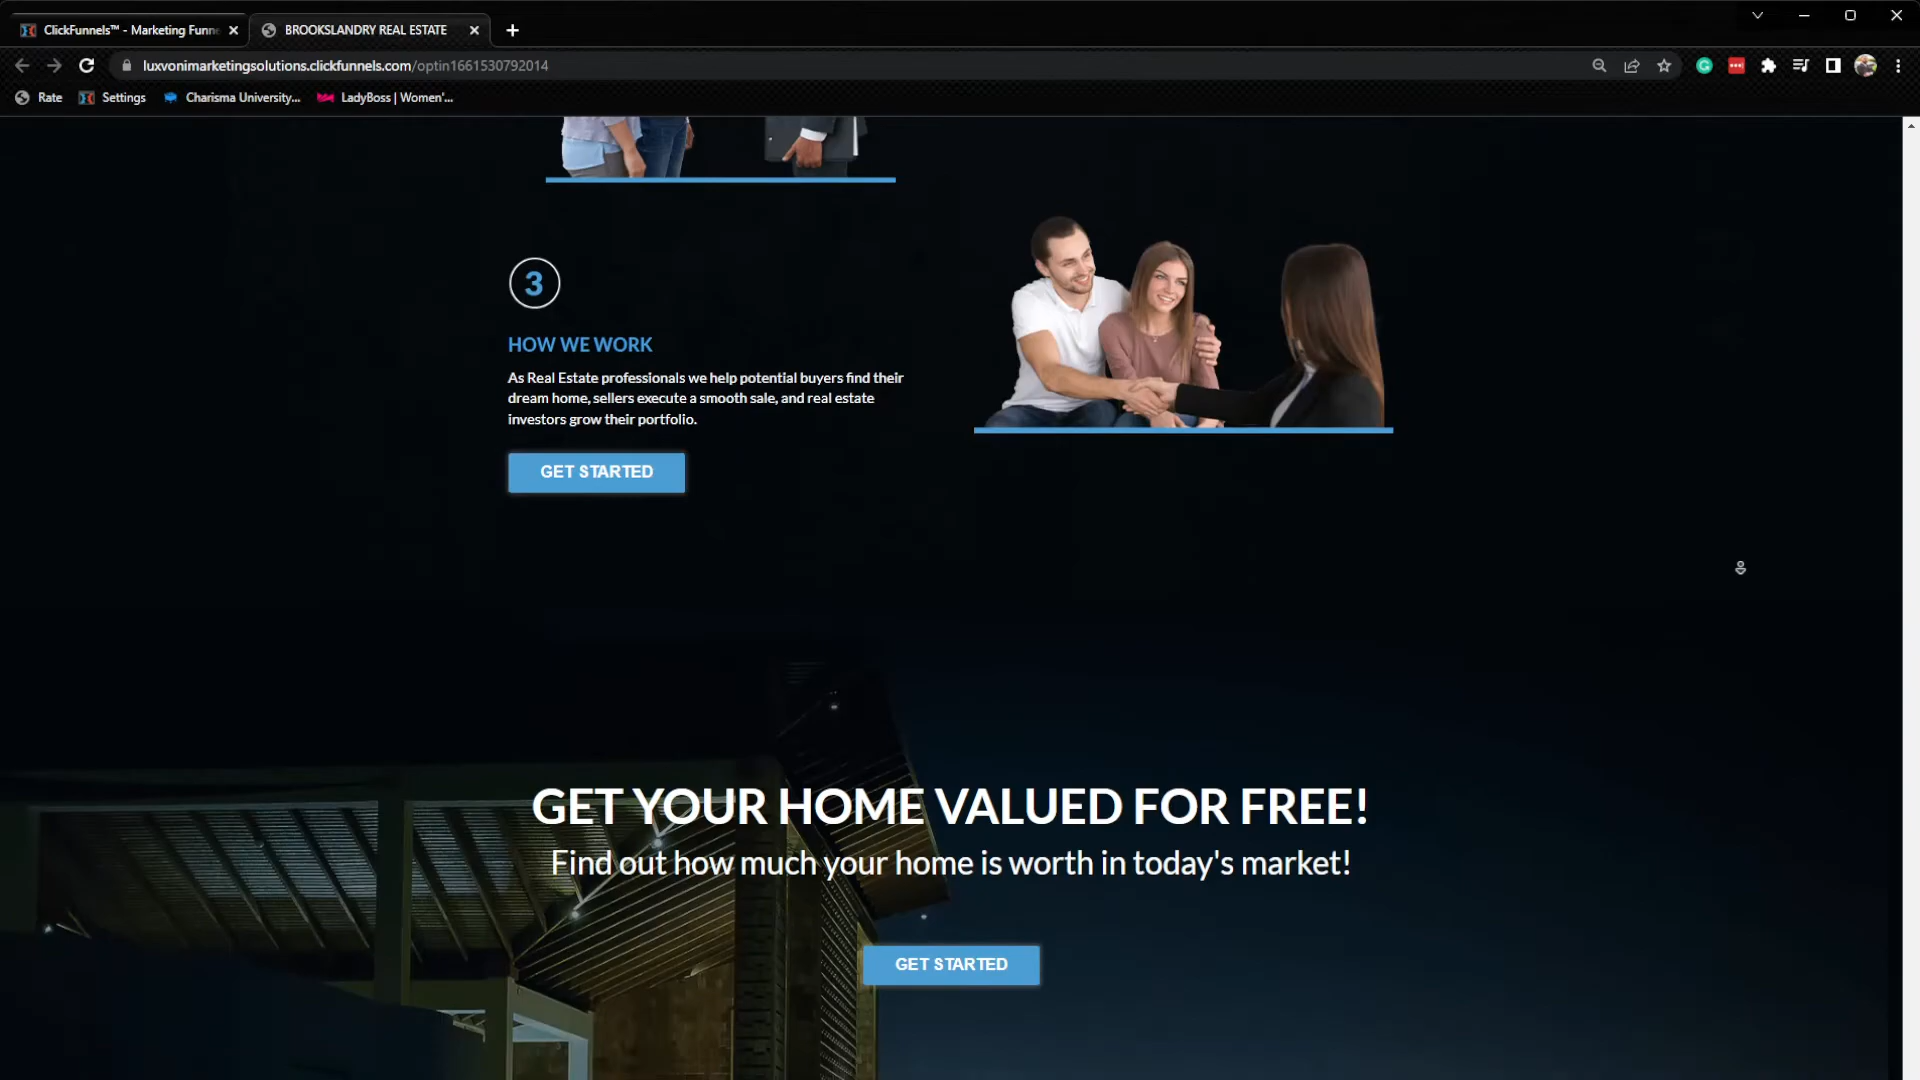 ClickFunnels™ - Marketing Funn
BROOKSLANDRY REAL ESTATE
luxvonimarketingsolutions.clickfunnels.com/optin1661530792014
Rate
Settings
Charisma University...
LadyBoss | Women'...
3
HOW WE WORK
As Real Estate professionals we help potential buyers find their
dream home, sellers execute a smooth sale, and real estate
investors grow their portfolio.
GET STARTED
GET YOUR HOME VALUED FOR FREE!
Find out how much your home is worth in today's market!
GET STARTED